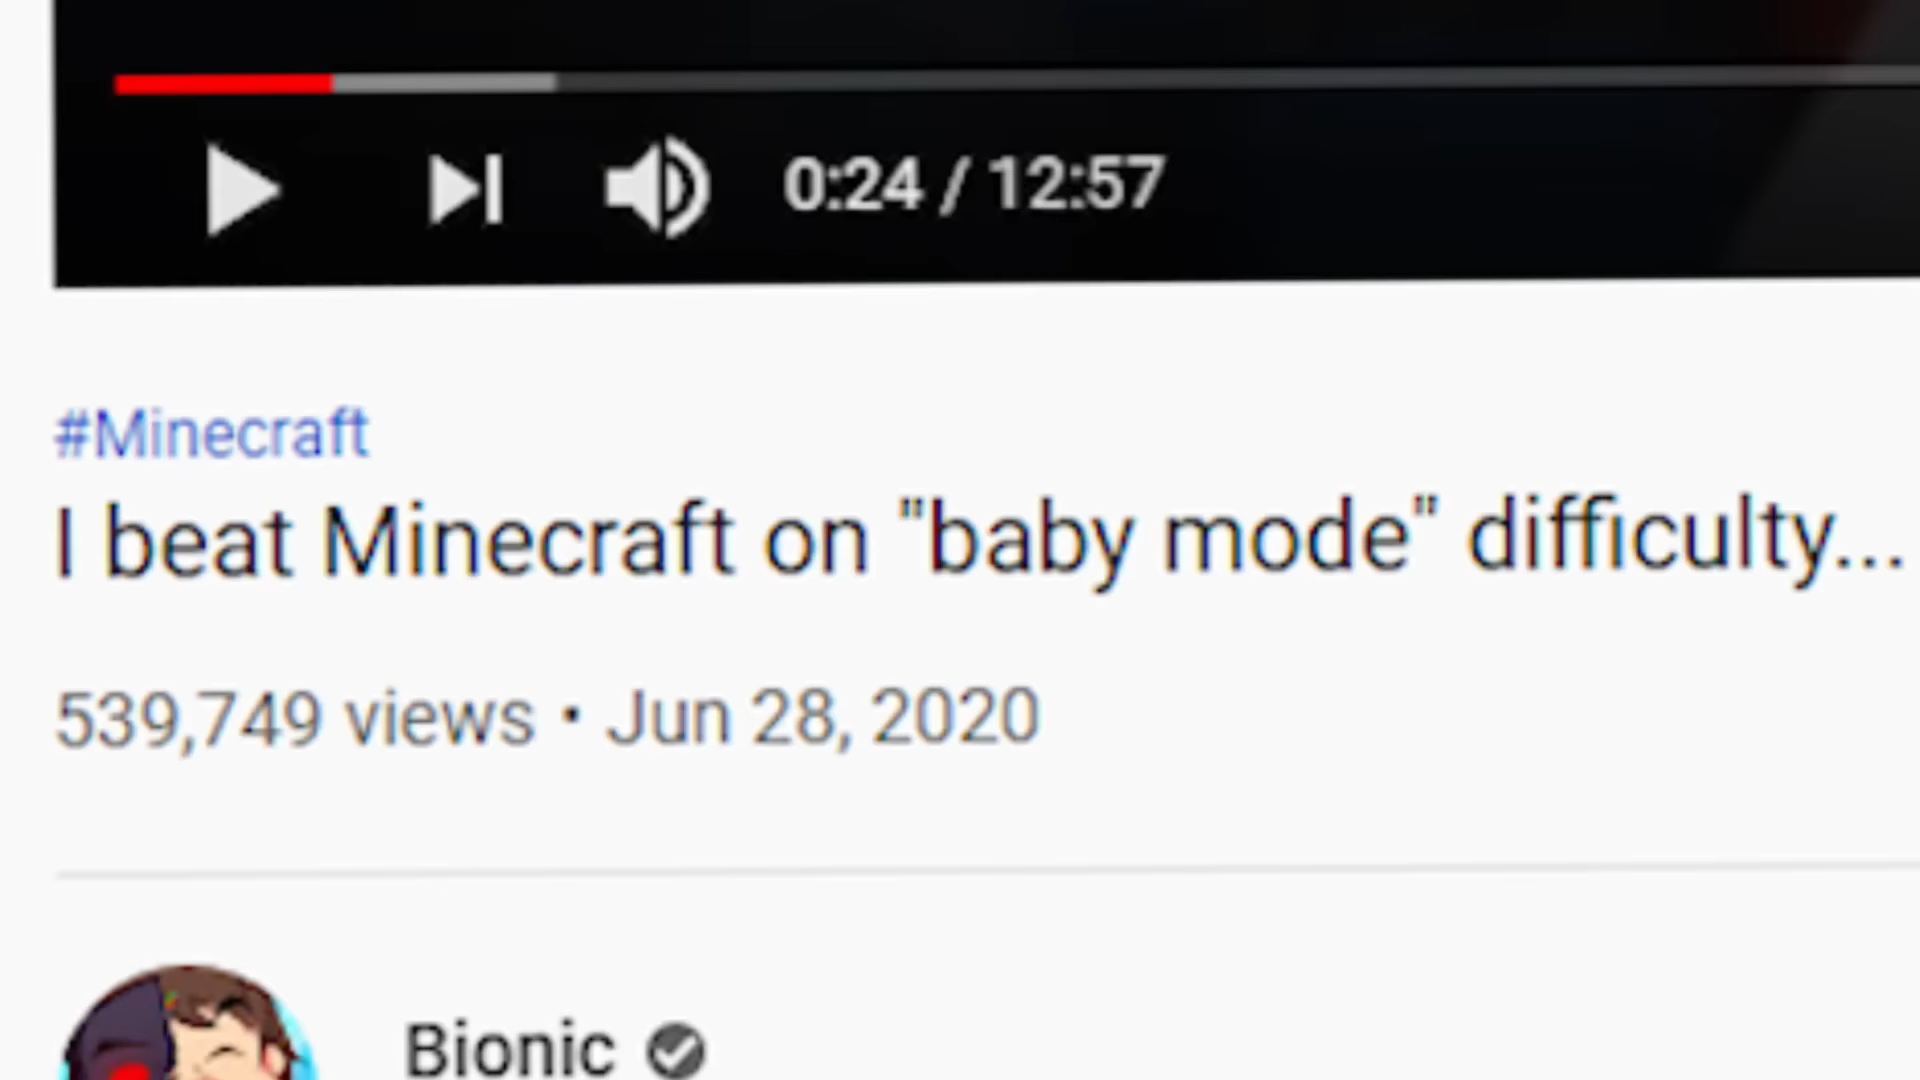 0:24 / 12:57
#Minecraft
I beat Minecraft on "baby mode" difficulty...
539,749 views • Jun 28, 2020
Bionic